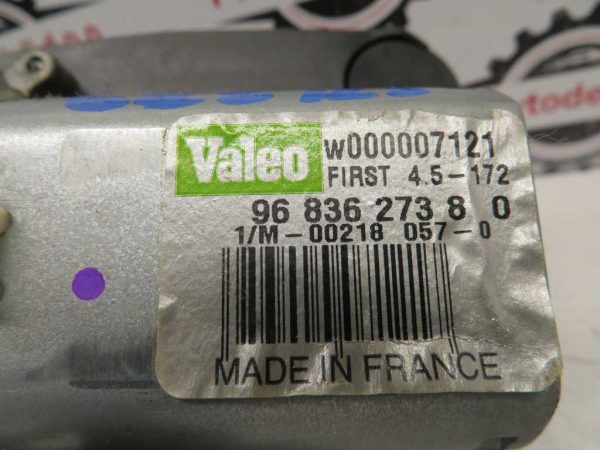 Valeo
W000007121
FIRST 4.5-172
96 836 273 8 0
1/M-00218 057-0
MADE IN FRANCE